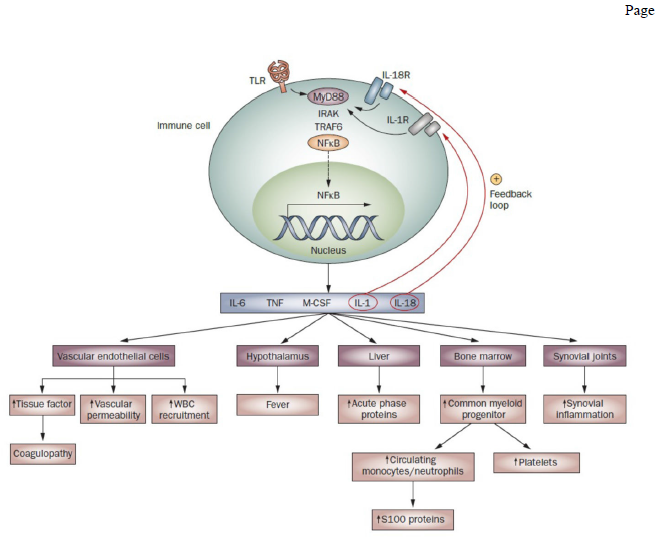 Page
TLR
IL-18R
MyD88
IRAK
IL-1R
TRAF6
Immune cell
NFκB
+
Feedback
loop
NFκB
Nucleus
IL-6 TNF M-CSF IL-1 IL-18
Vascular endothelial cells Hypothalamus Liver Bone marrow Synovial joints
↑Tissue factor
↑Vascular
permeability
↑WBC
recruitment
Fever
↑Acute phase
proteins
↑Common myeloid
progenitor
↑Synovial
inflammation
Coagulopathy
↑Circulating
monocytes/neutrophils
↑Platelets
↑S100 proteins